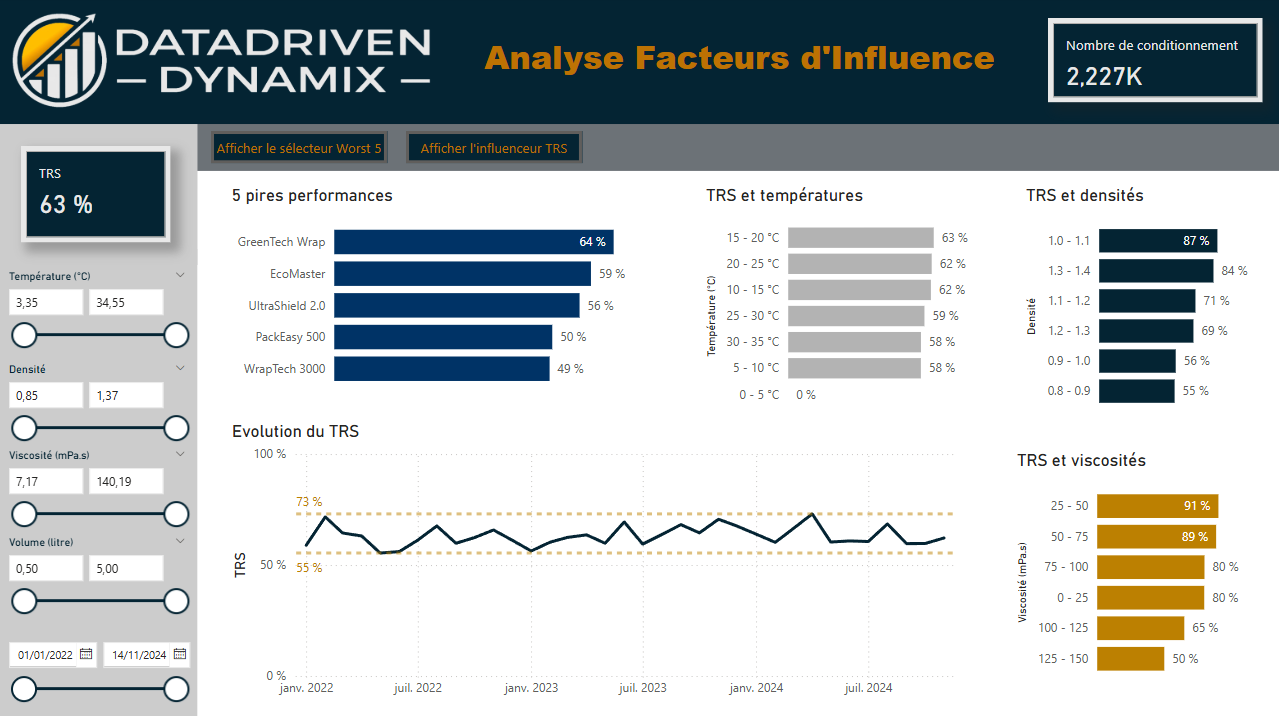 DATADRIVEN
DYNAMIX
Analyse Facteurs d'Influence
Nombre de conditionnement
2,227K
TRS
63 %
Afficher le sélecteur Worst 5
Afficher l'influenceur TRS
Température (°C)
3,35
34,55
Densité
0,85
1,37
Viscosité (mPa.s)
7,17
140,19
Volume (litre)
0,50
5,00
01/01/2022
14/11/2024
5 pires performances
GreenTech Wrap 64 %
EcoMaster 59 %
UltraShield 2.0 56 %
PackEasy 500 50 %
WrapTech 3000 49 %
TRS et températures
Température (°C)
15 - 20 °C 63 %
20 - 25 °C 62 %
10 - 15 °C 62 %
25 - 30 °C 59 %
30 - 35 °C 58 %
5 - 10 °C 58 %
0 - 5 °C 0 %
TRS et densités
Densité
1.0 - 1.1 87 %
1.3 - 1.4 84 %
1.1 - 1.2 71 %
1.2 - 1.3 69 %
0.9 - 1.0 56 %
0.8 - 0.9 55 %
Evolution du TRS
TRS
100 %
73 %
50 %
55 %
0 %
janv. 2022
juil. 2022
janv. 2023
juil. 2023
janv. 2024
juil. 2024
TRS et viscosités
Viscosité (mPa.s)
25 - 50 91 %
50 - 75 89 %
75 - 100 80 %
0 - 25 80 %
100 - 125 65 %
125 - 150 50 %